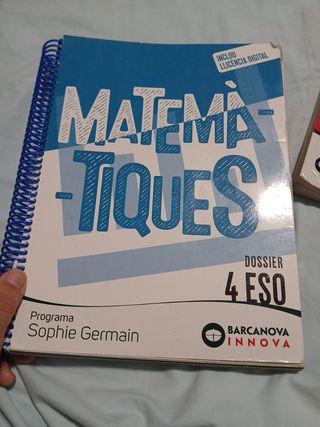 INCLOU
LLICÈNCIA DIGITAL
MATEMÀ-
-TIQUES
DOSSIER
4 ESO
Programa
Sophie Germain
BARCANOVA
INNOVA